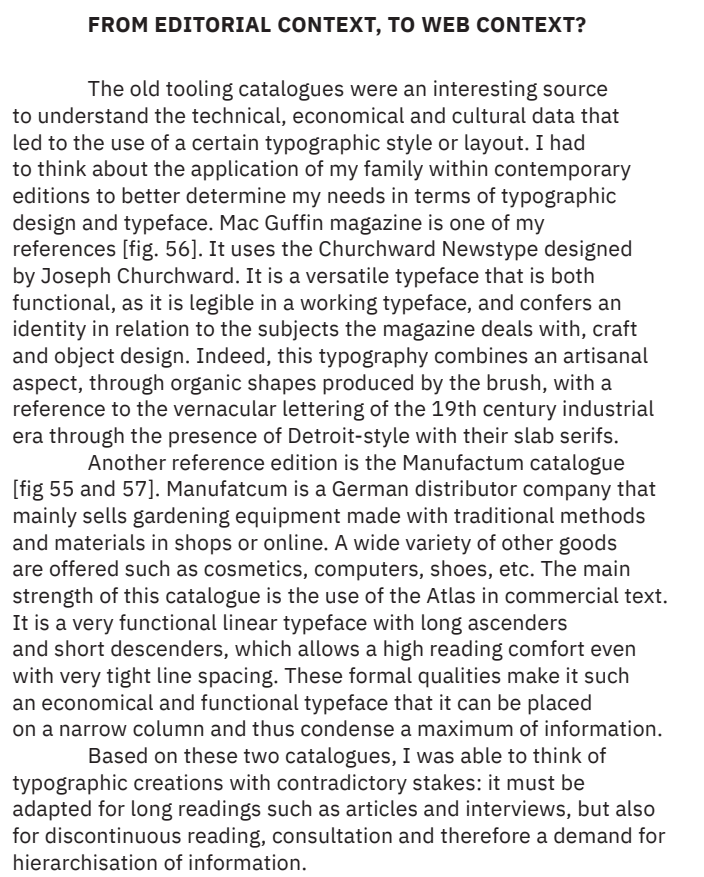 FROM EDITORIAL CONTEXT, TO WEB CONTEXT?
The old tooling catalogues were an interesting source
to understand the technical, economical and cultural data that
led to the use of a certain typographic style or layout. I had
to think about the application of my family within contemporary
editions to better determine my needs in terms of typographic
design and typeface. Mac Guffin magazine is one of my
references [fig. 56]. It uses the Churchward Newstype designed
by Joseph Churchward. It is a versatile typeface that is both
functional, as it is legible in a working typeface, and confers an
identity in relation to the subjects the magazine deals with, craft
and object design. Indeed, this typography combines an artisanal
aspect, through organic shapes produced by the brush, with a
reference to the vernacular lettering of the 19th century industrial
era through the presence of Detroit-style with their slab serifs.
Another reference edition is the Manufactum catalogue
[fig 55 and 57]. Manufatcum is a German distributor company that
mainly sells gardening equipment made with traditional methods
and materials in shops or online. A wide variety of other goods
are offered such as cosmetics, computers, shoes, etc. The main
strength of this catalogue is the use of the Atlas in commercial text.
It is a very functional linear typeface with long ascenders
and short descenders, which allows a high reading comfort even
with very tight line spacing. These formal qualities make it such
an economical and functional typeface that it can be placed
on a narrow column and thus condense a maximum of information.
Based on these two catalogues, I was able to think of
typographic creations with contradictory stakes: it must be
adapted for long readings such as articles and interviews, but also
for discontinuous reading, consultation and therefore a demand for
hierarchisation of information.